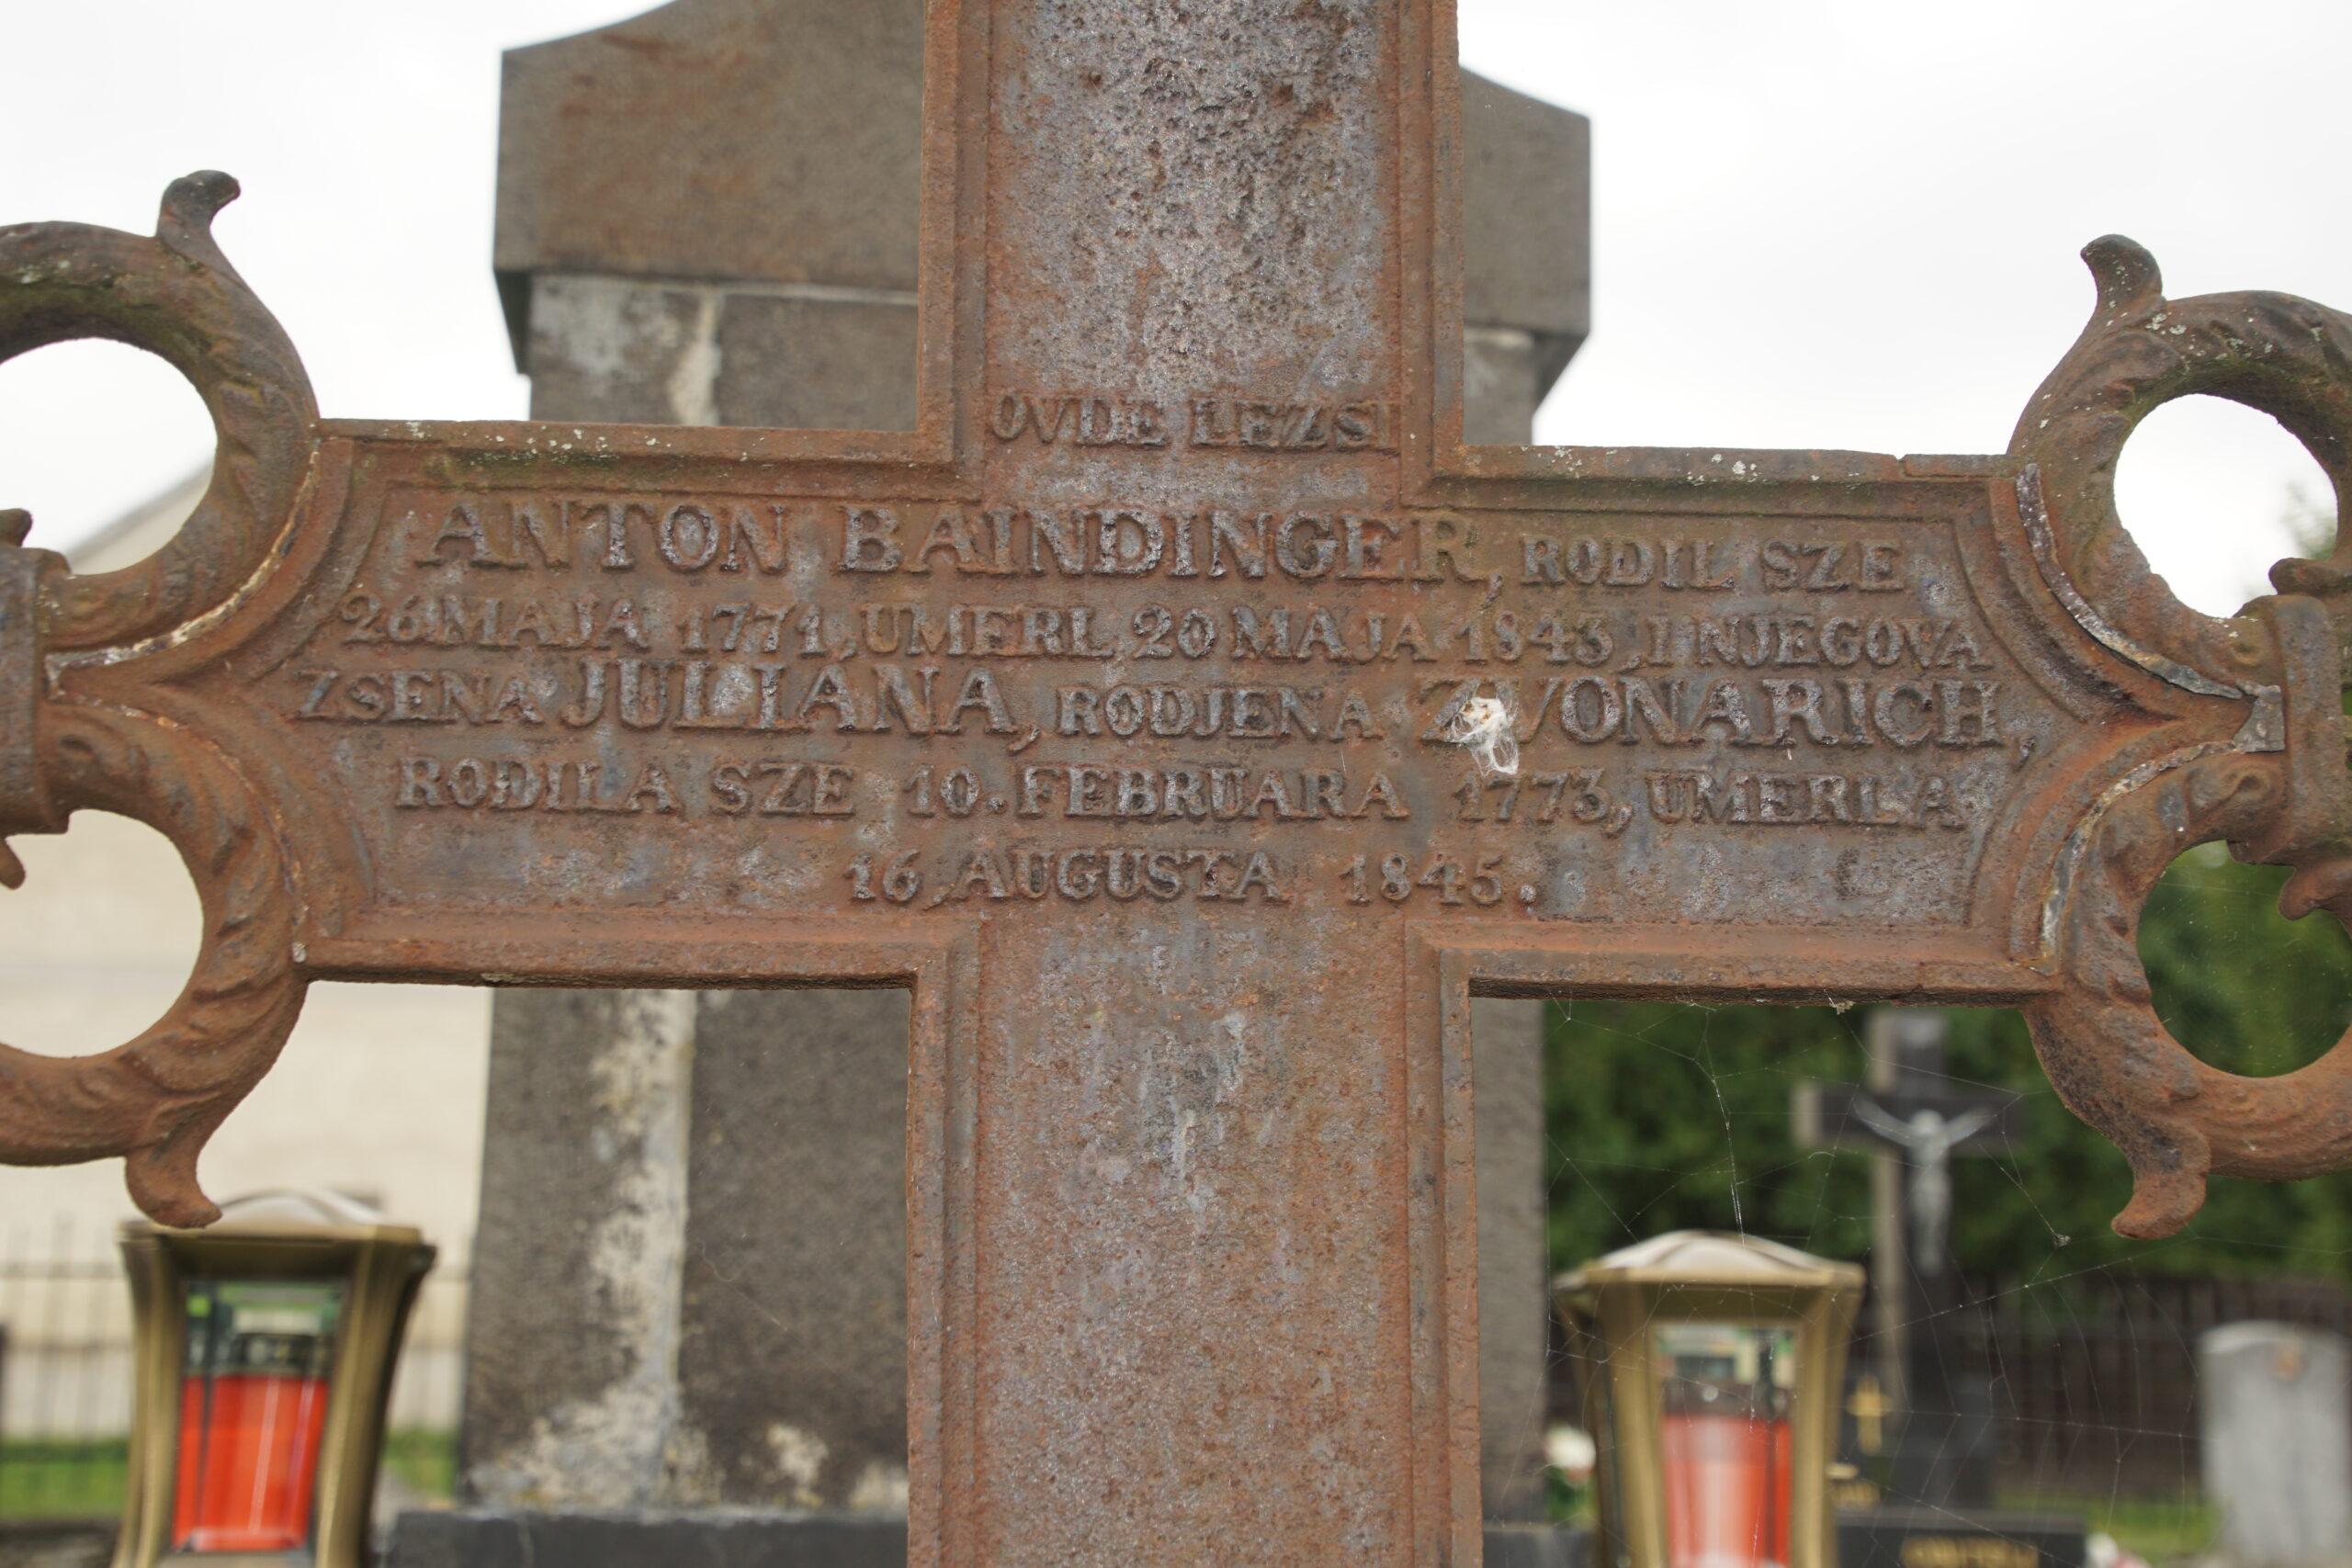 OVDE LEZSI
ANTON BAINDINGER, RODIL SZE
26 MAJA 1771, UMERL 20 MAJA 1843, I NJEGOVA
ZSENA JULIANA, RODJENA ZVONARICH,
RODILA SZE 10. FEBRUARA 1773, UMERLA
16, AUGUSTA 1845.